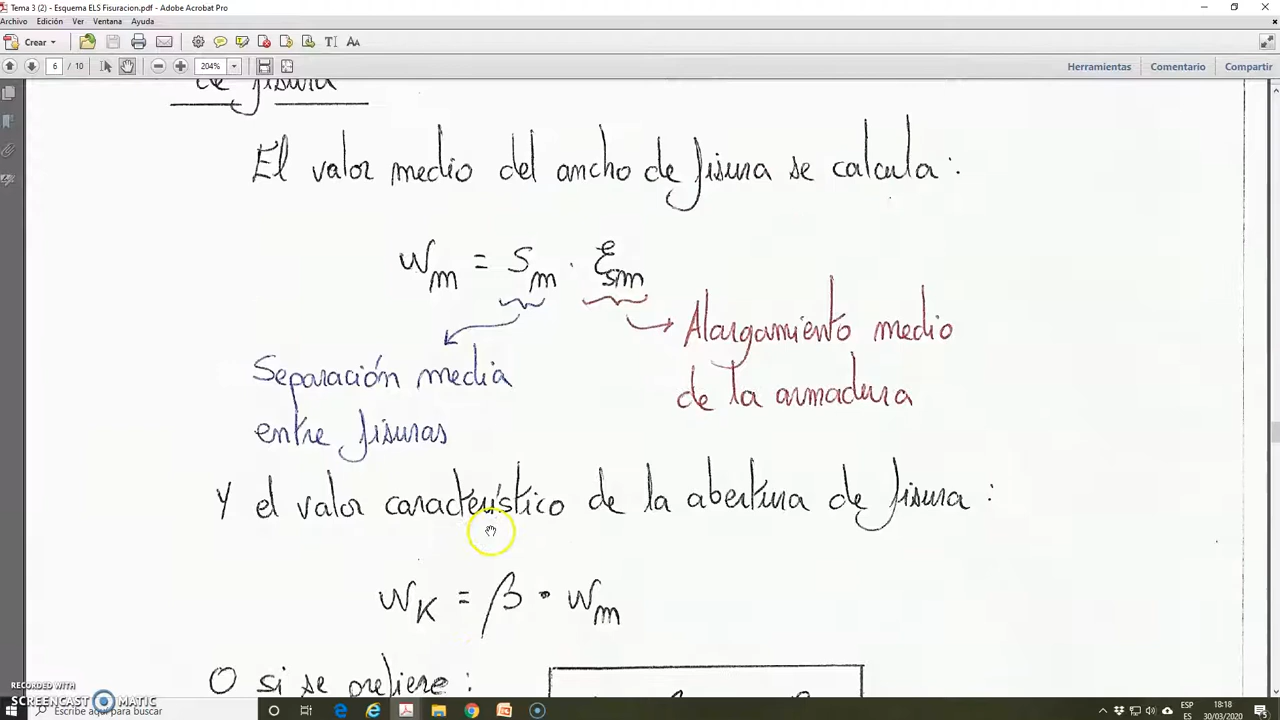 Tema 3 (2) - Esquema ELS Fisuracion.pdf - Adobe Acrobat Pro
Archivo Edición Ver Ventana Ayuda
Crear
6 / 10 204% Herramientas Comentario Compartir
de fisura
El valor medio del ancho de fisura se calcula :
wm = Sm · εsm
Alargamiento medio
de la armadura
Separación media
entre fisuras
Y el valor característico de la abertura de fisura :
wK = β · wm
O si se prefiere :
RECORDED WITH
SCREENCAST MATIC
Escribe aquí para buscar
ESP 18:18
ES 30/03/2020